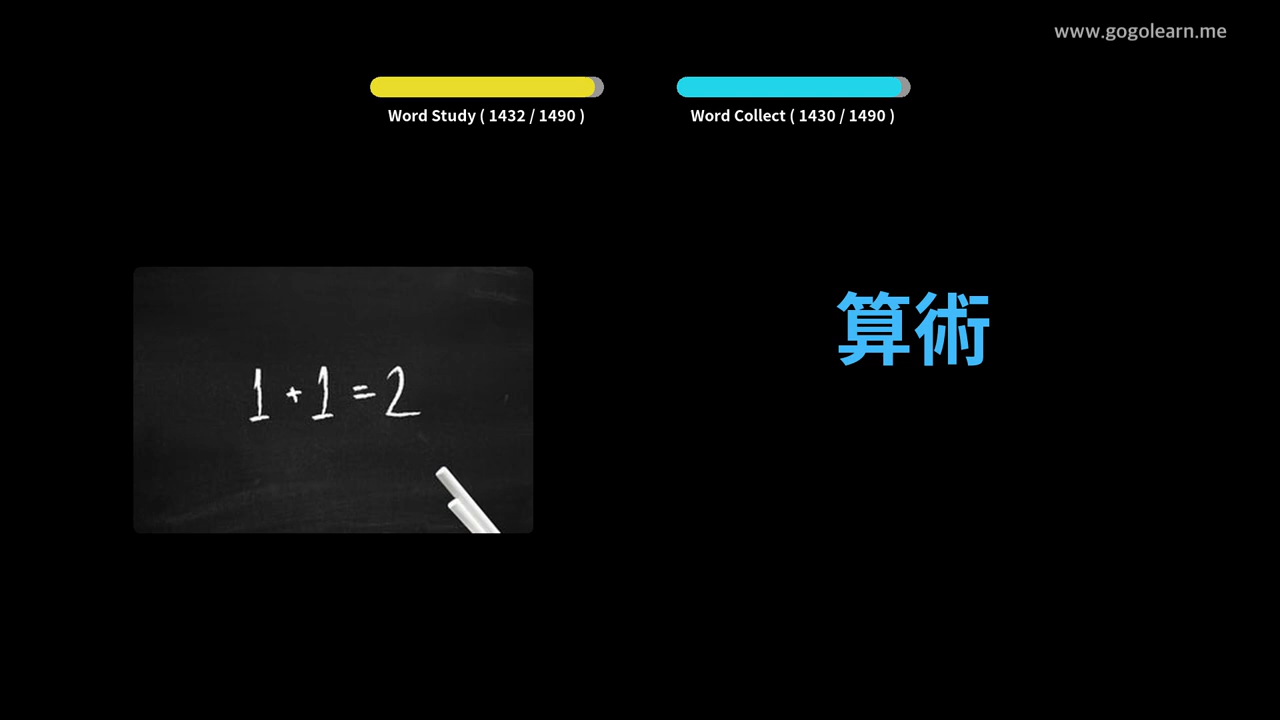 www.gogolearn.me
Word Study ( 1432 / 1490 )
Word Collect ( 1430 / 1490 )
1 + 1 = 2
算術